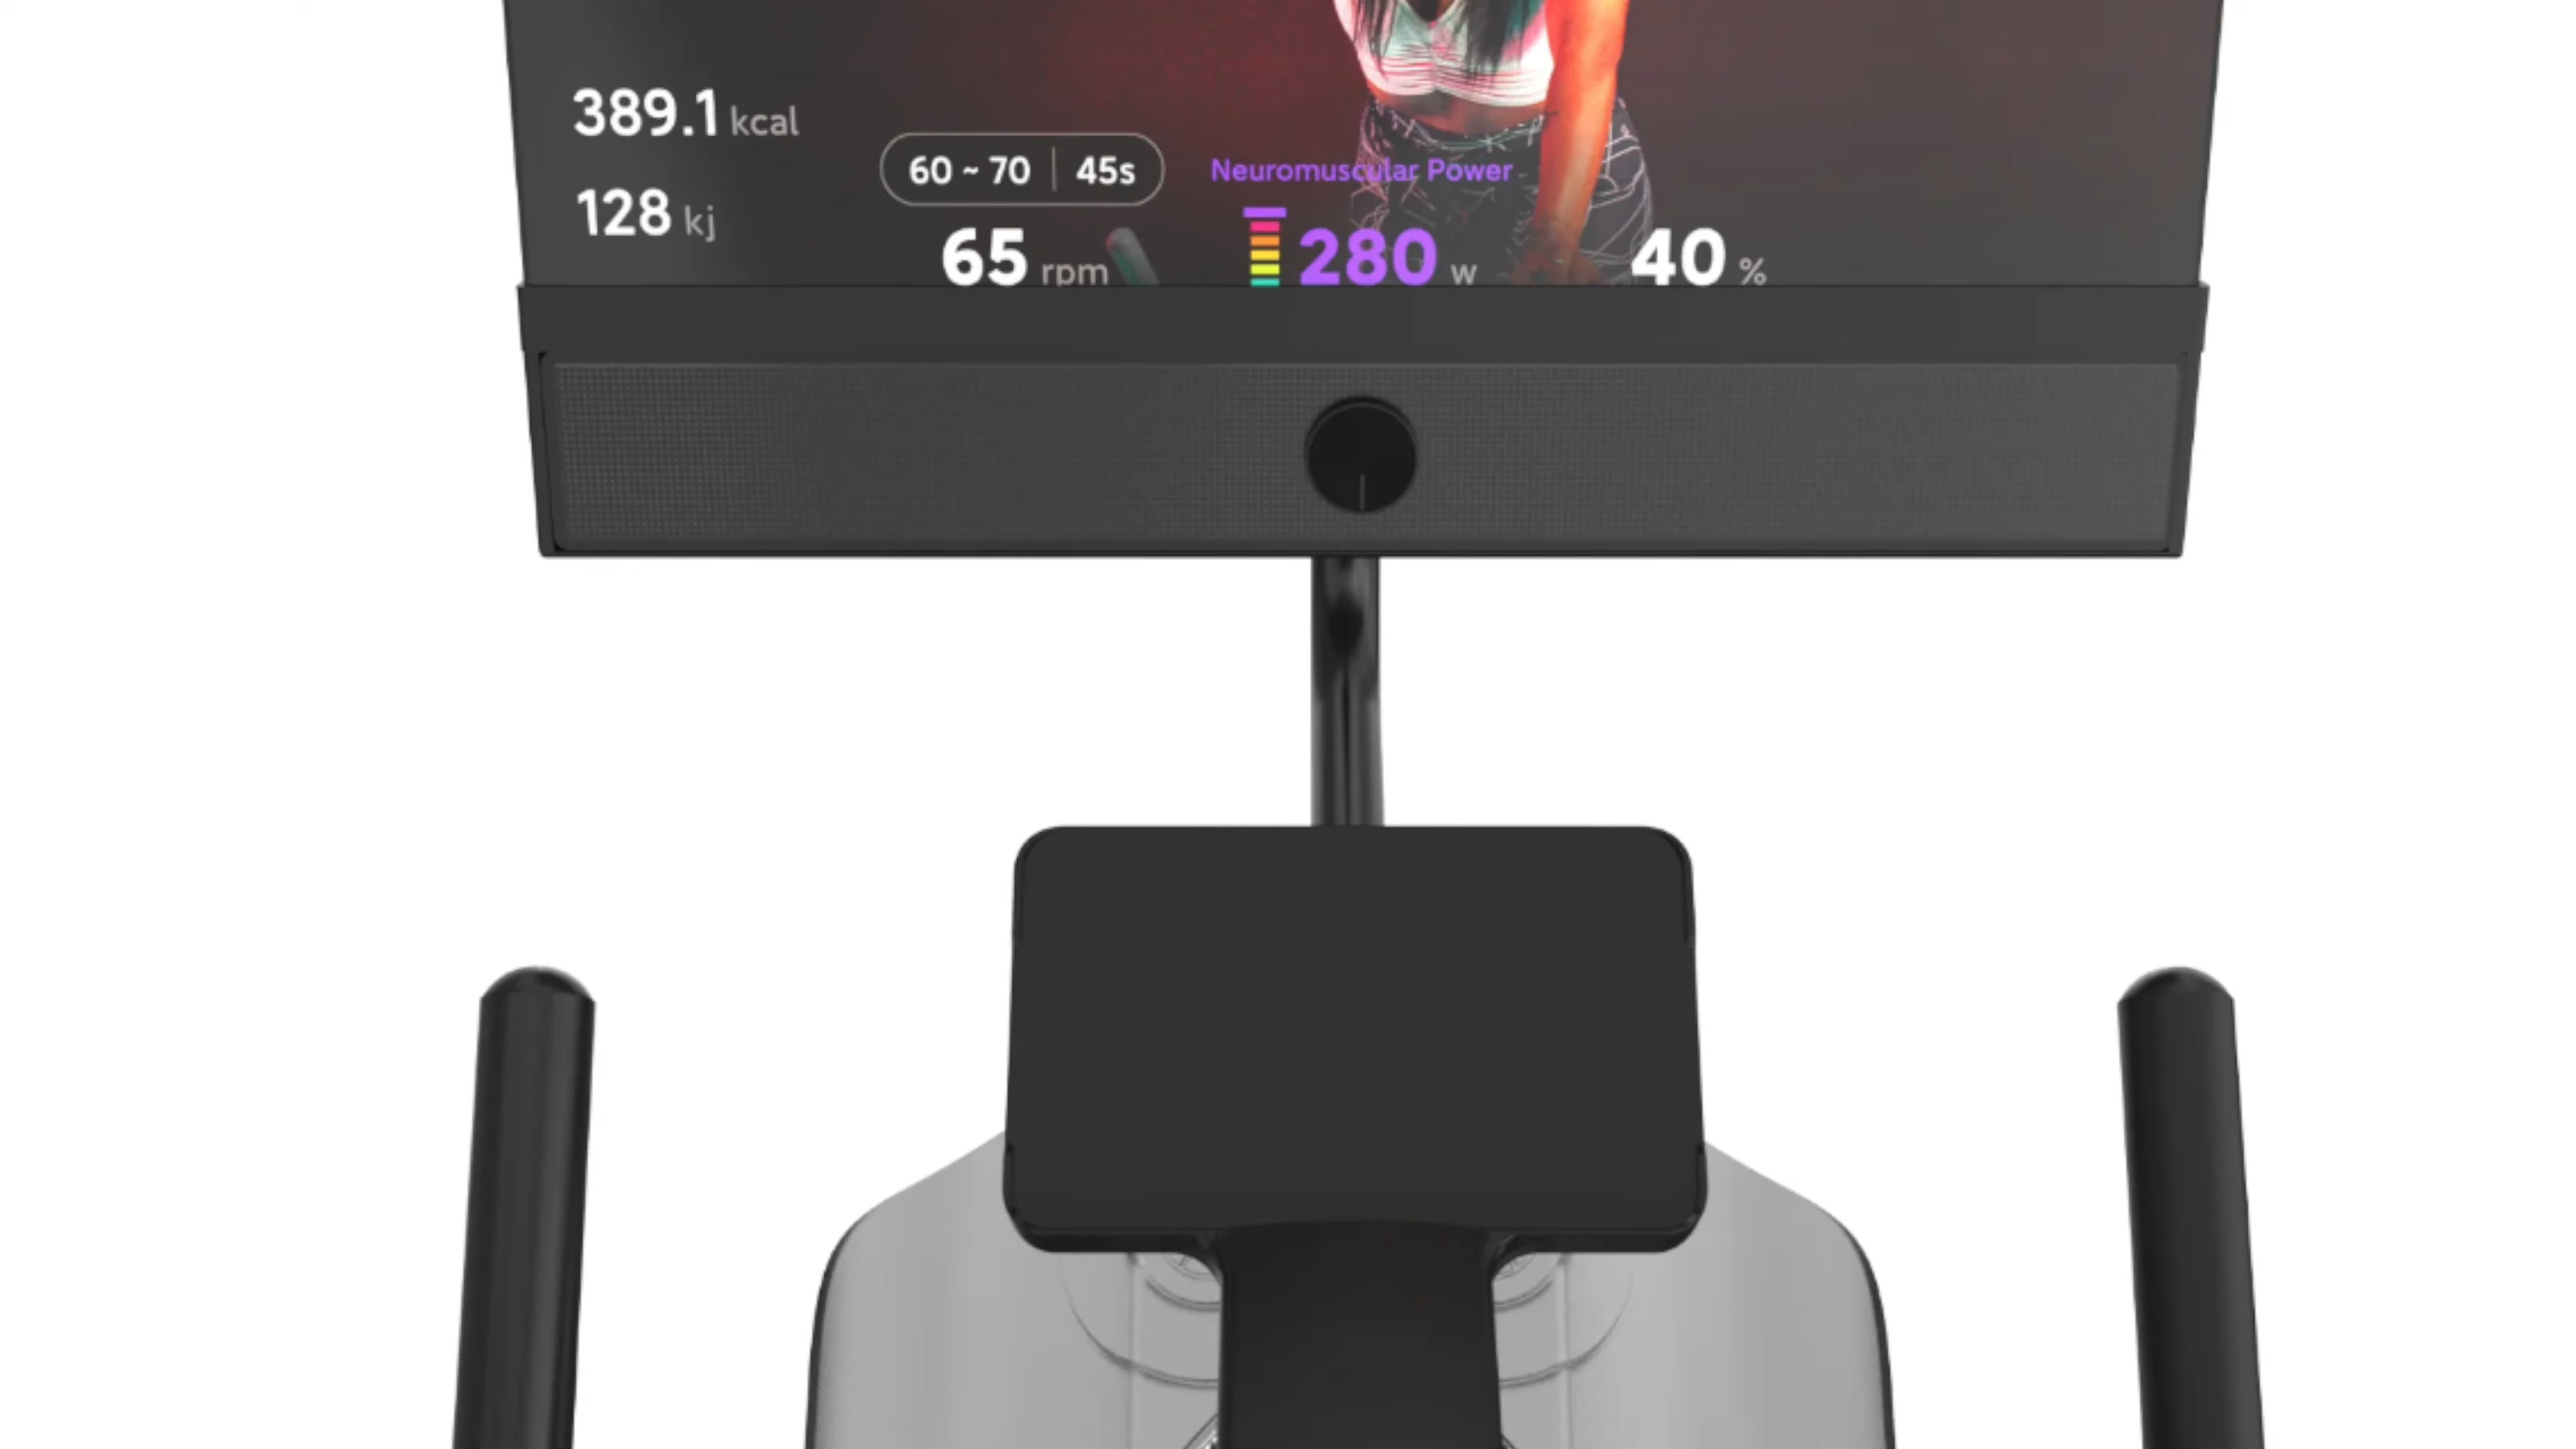 389.1 kcal
128 kj
60 ~ 70 | 45s
Neuromuscular Power
65 rpm
280 w
40 %